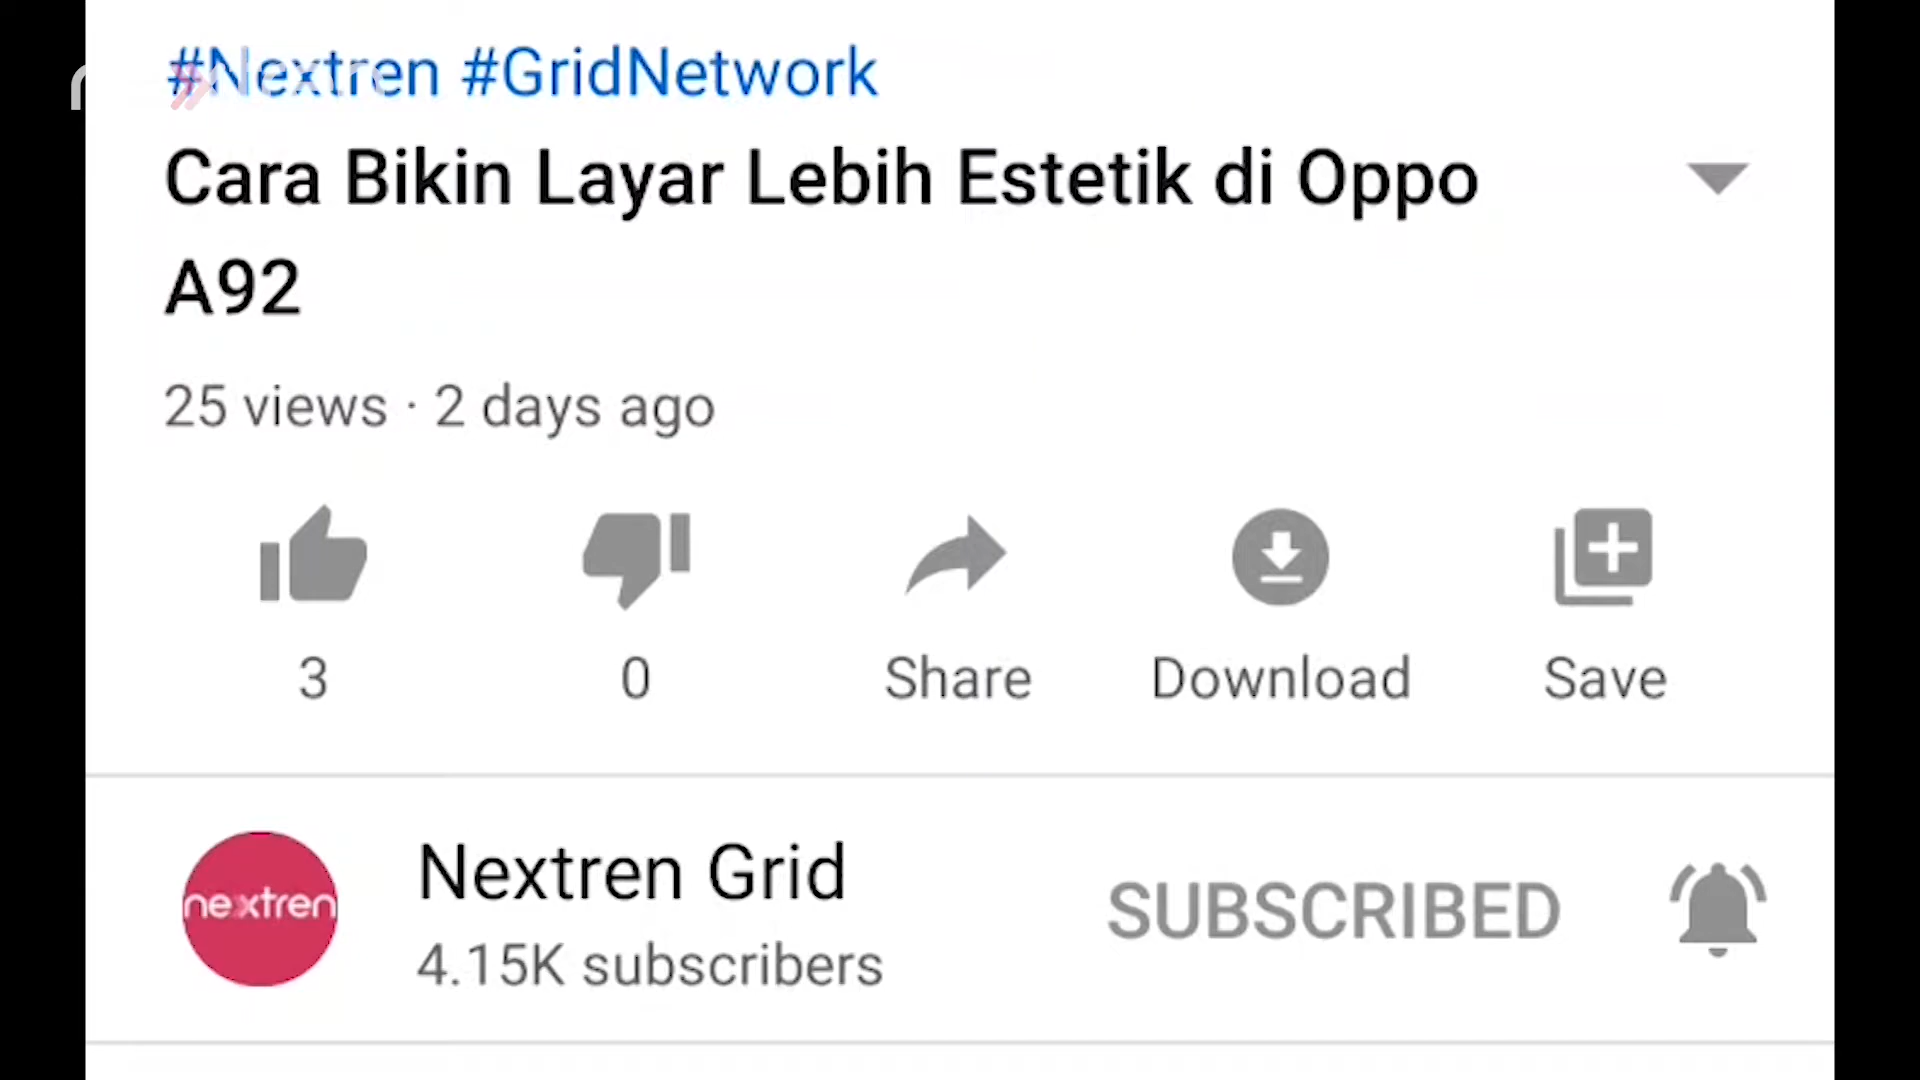 #Nextren #GridNetwork
Cara Bikin Layar Lebih Estetik di Oppo
A92
25 views · 2 days ago
3 0 Share Download Save
nextren
Nextren Grid
SUBSCRIBED
4.15K subscribers